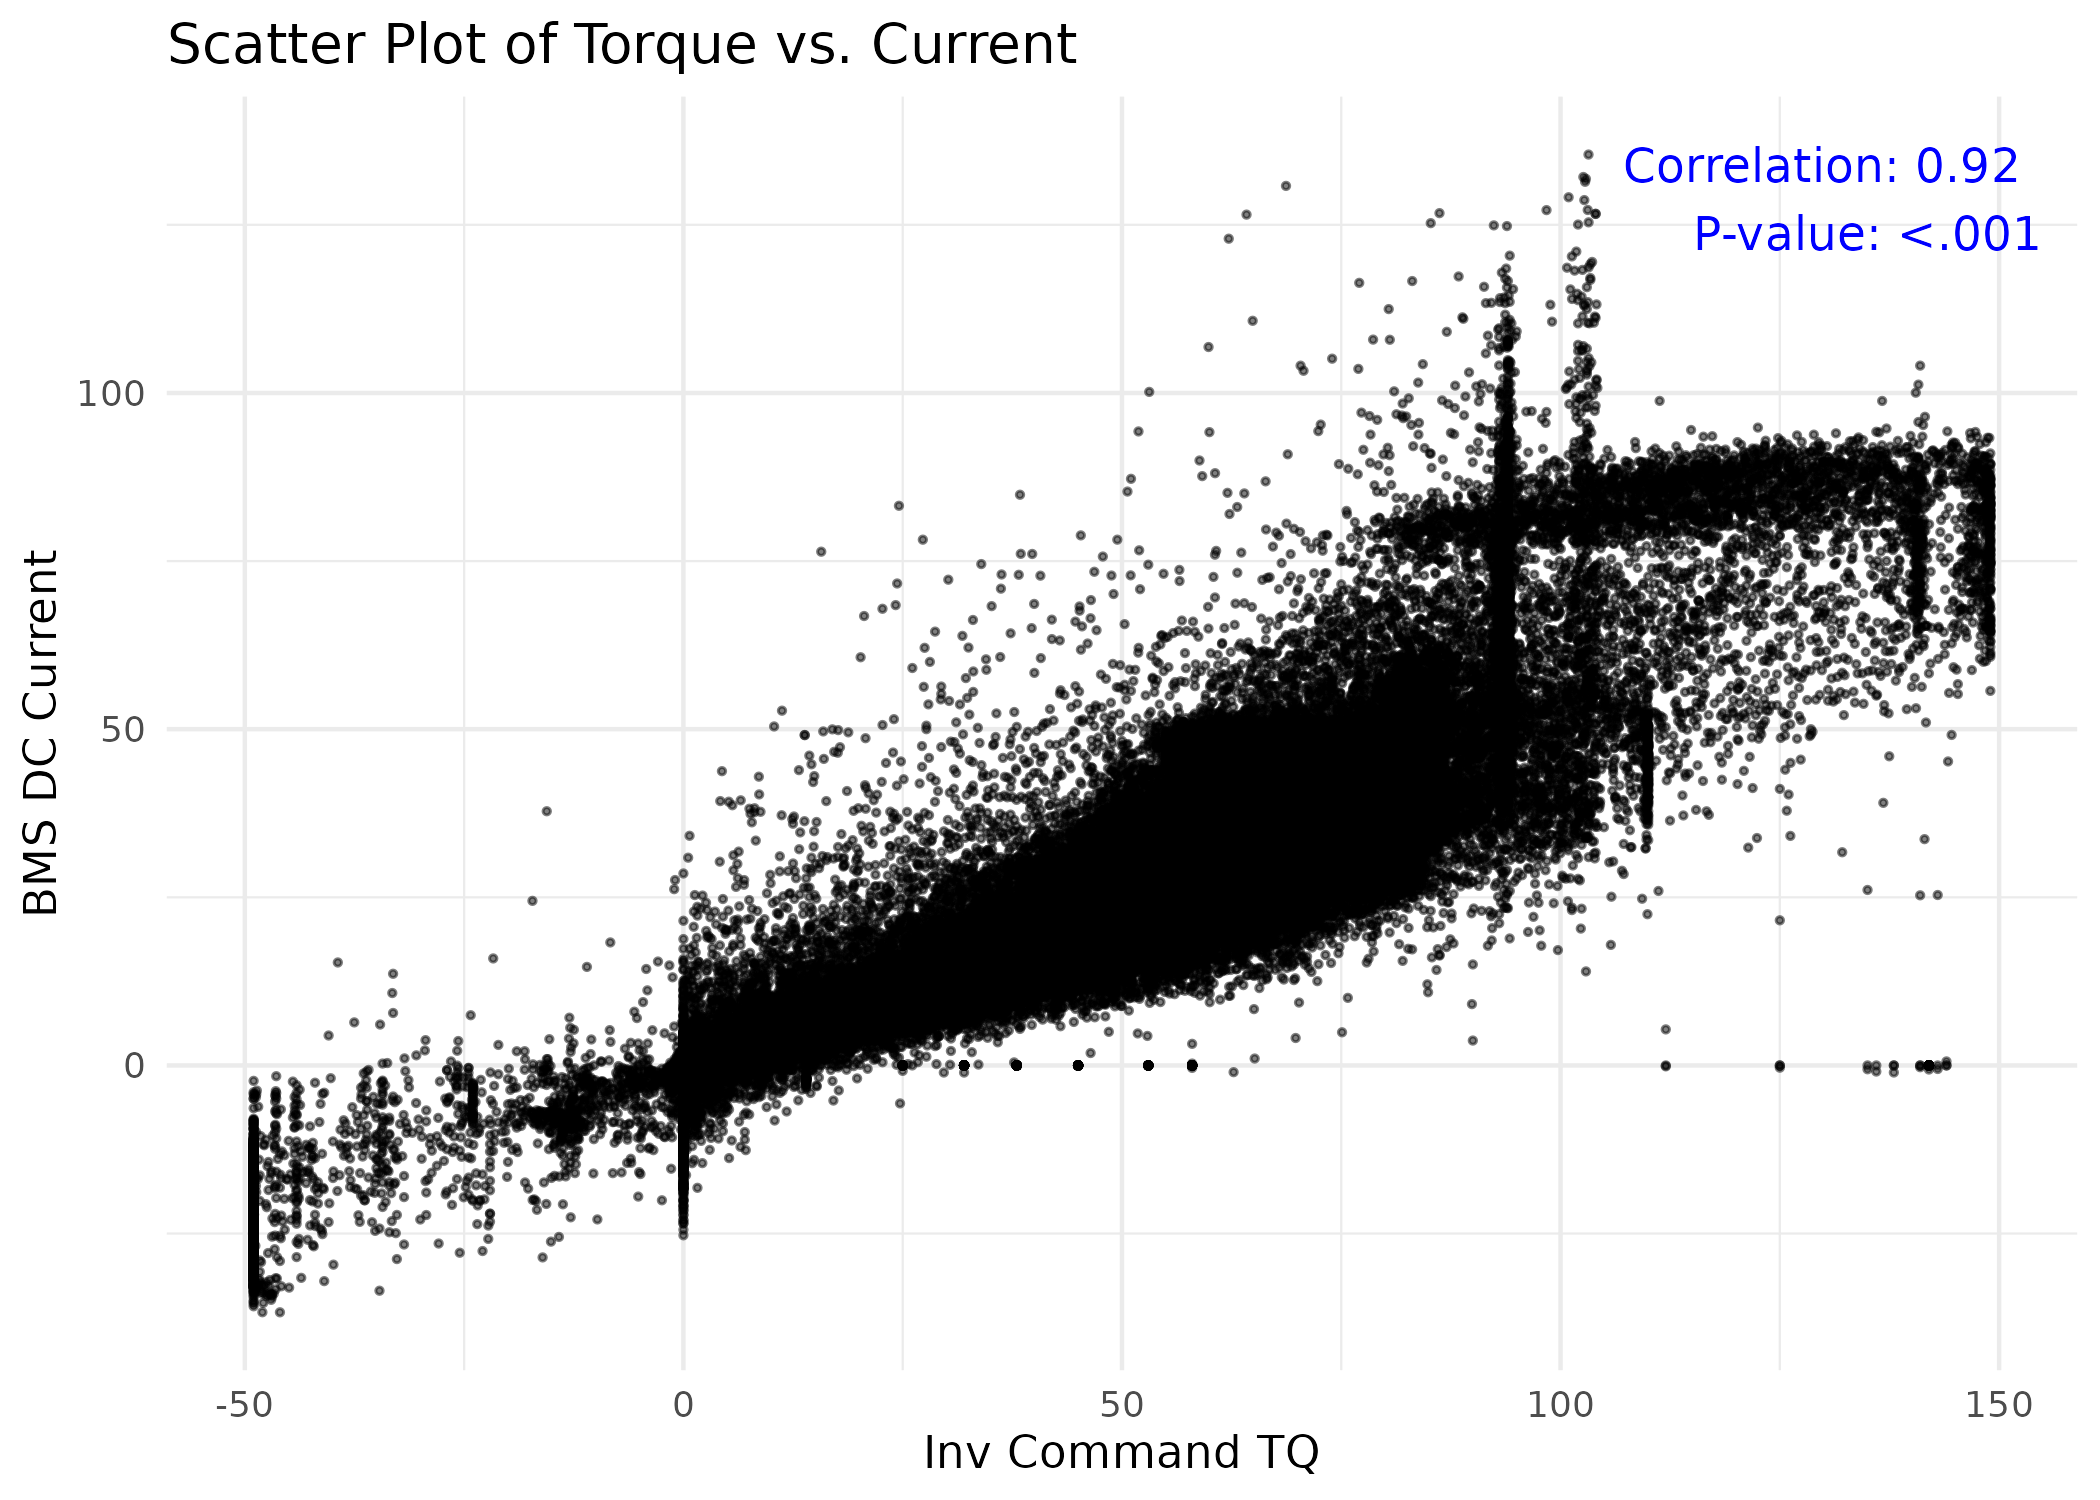 Scatter Plot of Torque vs. Current
Correlation: 0.92
P-value: <.001
100
50
0
BMS DC Current
-50
0
50
100
150
Inv Command TQ